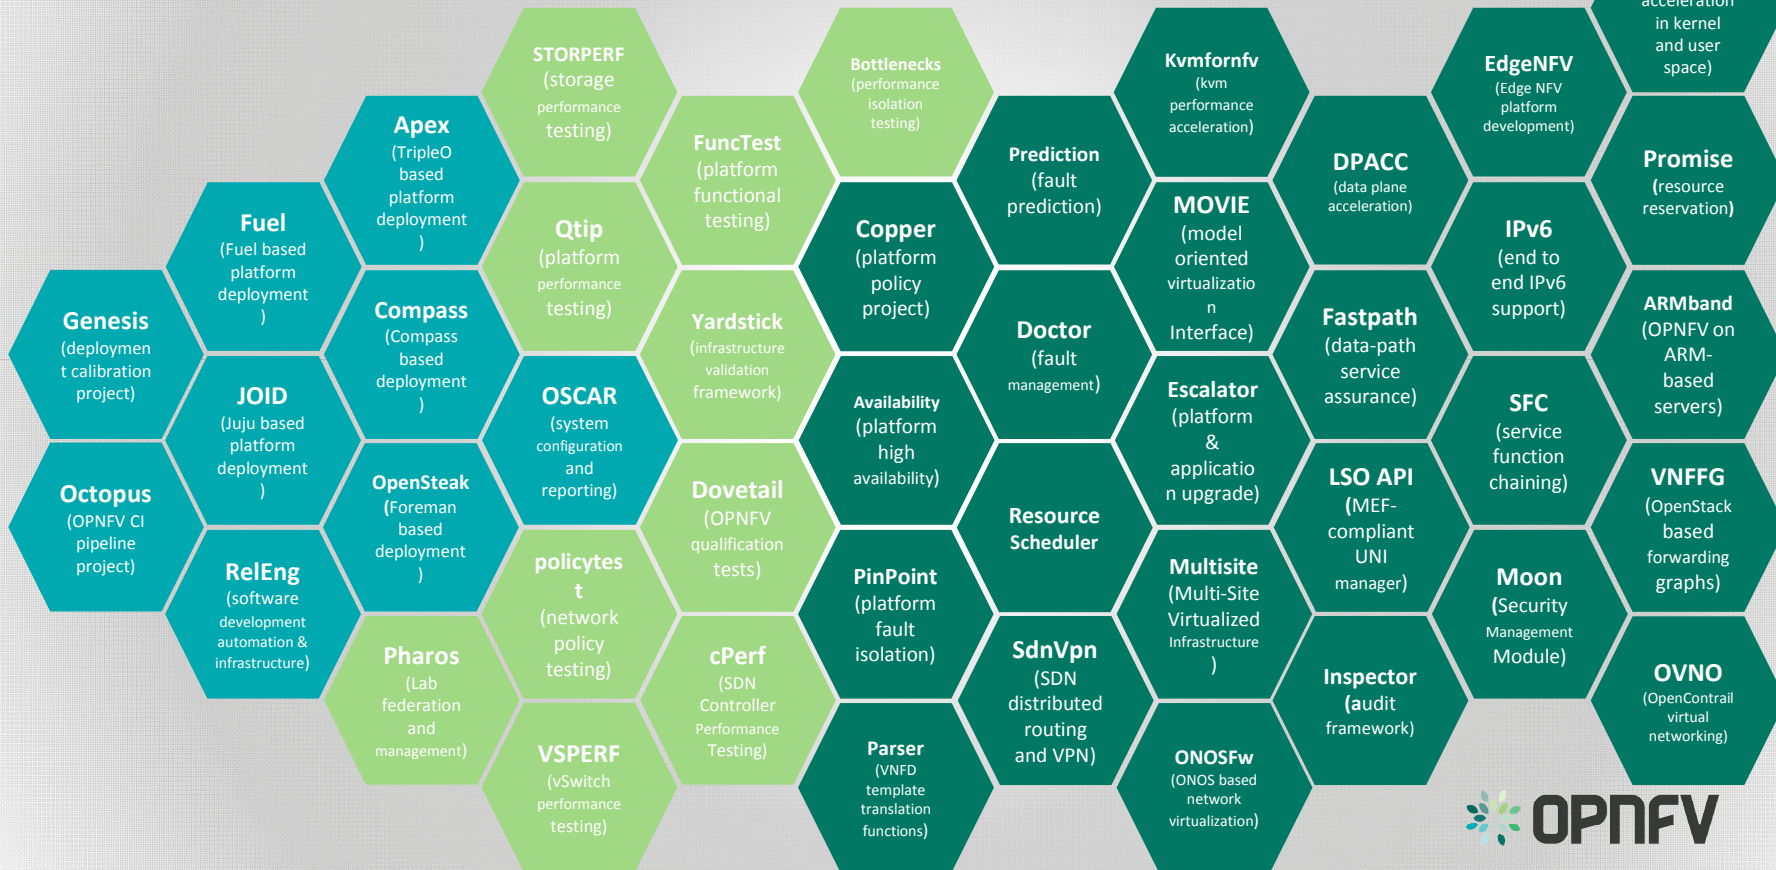 Genesis
(deploymen
t calibration
project)
Octopus
(OPNFV CI
pipeline
project)
Fuel
(Fuel based
platform
deployment
)
JOID
(Juju based
platform
deployment
)
RelEng
(software
development
automation &
infrastructure)
Apex
(TripleO
based
platform
deployment
)
Compass
(Compass
based
deployment
)
OpenSteak
(Foreman
based
deployment
)
Pharos
(Lab
federation
and
management)
STORPERF
(storage
performance
testing)
Qtip
(platform
performance
testing)
OSCAR
(system
configuration
and
reporting)
policytes
t
(network
policy
testing)
VSPERF
(vSwitch
performance
testing)
FuncTest
(platform
functional
testing)
Yardstick
(infrastructure
validation
framework)
Dovetail
(OPNFV
qualification
tests)
cPerf
(SDN
Controller
Performance
Testing)
Bottlenecks
(performance
isolation
testing)
Copper
(platform
policy
project)
Availability
(platform
high
availability)
PinPoint
(platform
fault
isolation)
Parser
(VNFD
template
translation
functions)
Prediction
(fault
prediction)
Doctor
(fault
management)
Resource
Scheduler
SdnVpn
(SDN
distributed
routing
and VPN)
Kvmfornfv
(kvm
performance
acceleration)
MOVIE
(model
oriented
virtualizatio
n
Interface)
Escalator
(platform
&
applicatio
n upgrade)
Multisite
(Multi-Site
Virtualized
Infrastructure
)
ONOSFw
(ONOS based
network
virtualization)
DPACC
(data plane
acceleration)
Fastpath
(data-path
service
assurance)
LSO API
(MEF-
compliant
UNI
manager)
Inspector
(audit
framework)
EdgeNFV
(Edge NFV
platform
development)
IPv6
(end to
end IPv6
support)
SFC
(service
function
chaining)
Moon
(Security
Management
Module)
acceleration
in kernel
and user
space)
Promise
(resource
reservation)
ARMband
(OPNFV on
ARM-
based
servers)
VNFFG
(OpenStack
based
forwarding
graphs)
OVNO
(OpenContrail
virtual
networking)
OPNFV